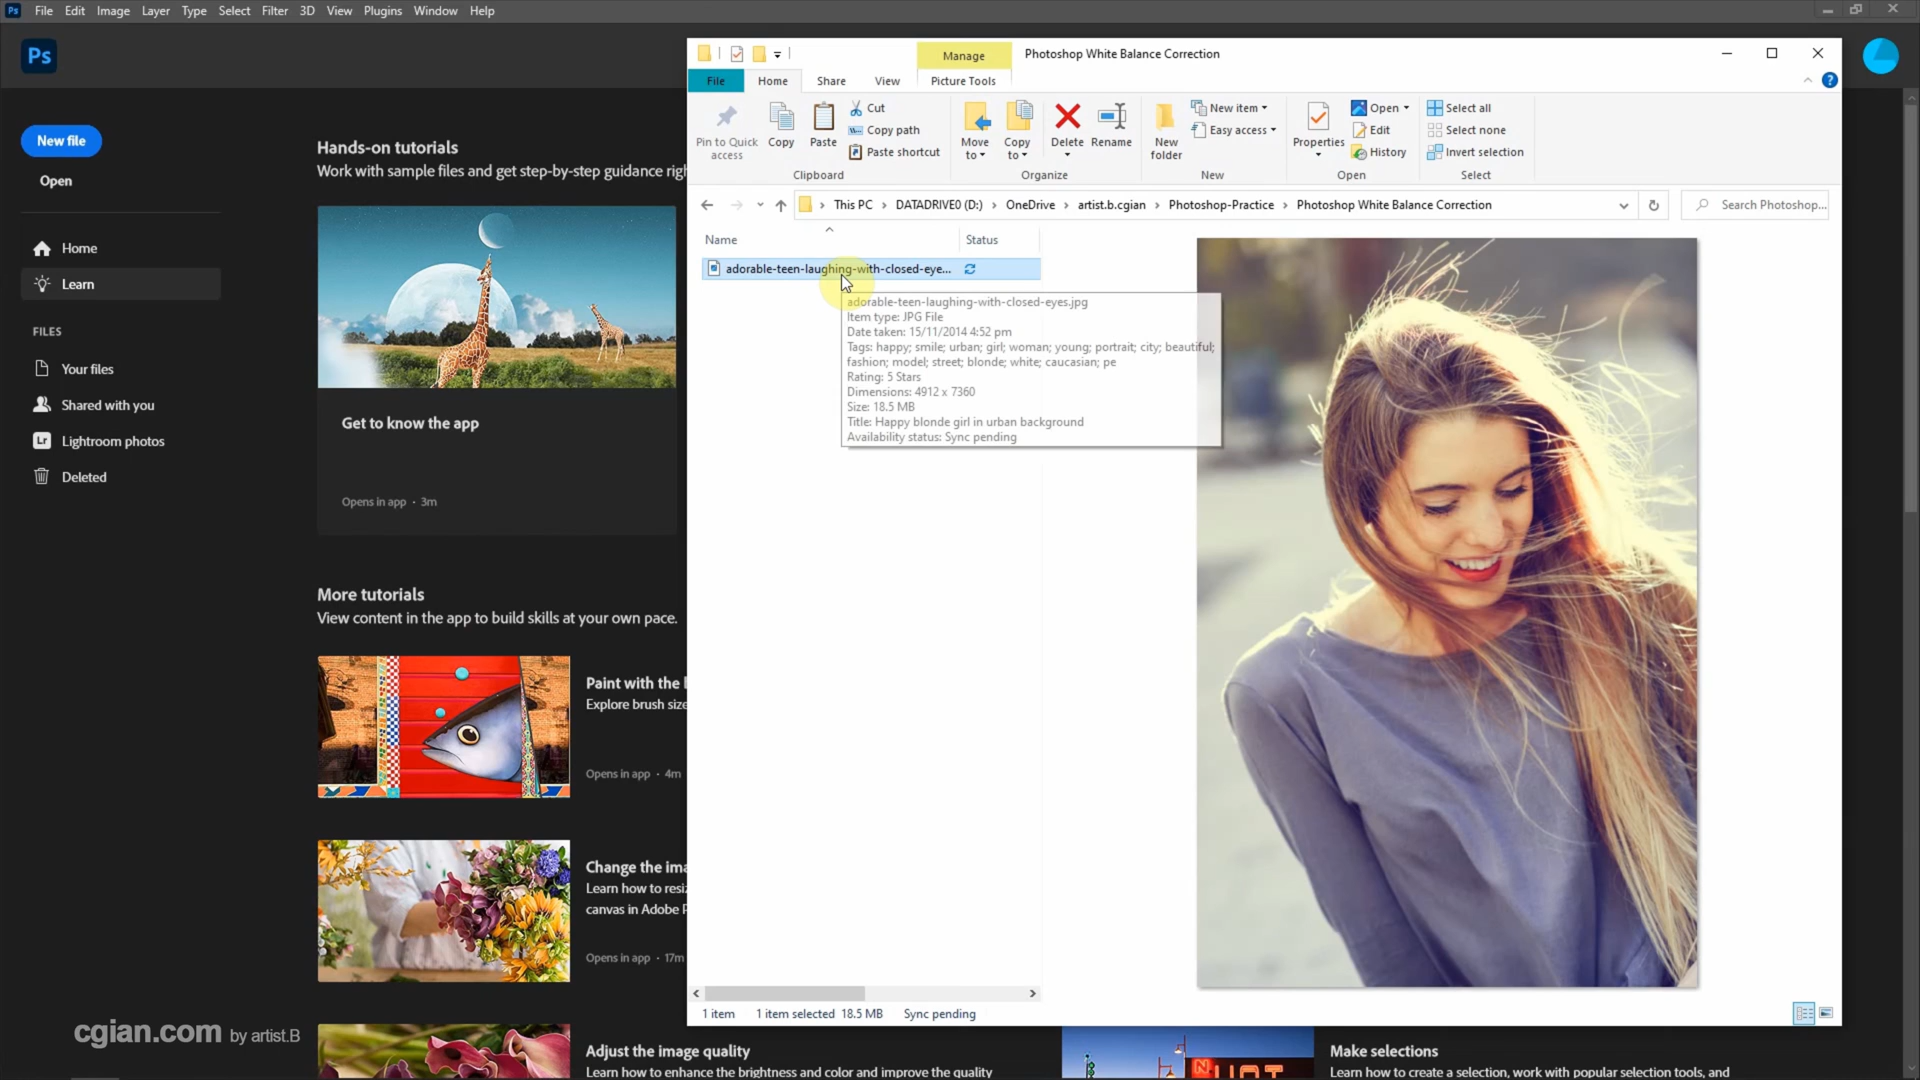 Ps File Edit Image Layer Type Select Filter 3D View Plugins Window Help
Ps
New file
Open
Home
Learn
FILES
Your files
Shared with you
Lr Lightroom photos
Deleted
Hands-on tutorials
Work with sample files and get step-by-step guidance righ
Get to know the app
Opens in app · 3m
More tutorials
View content in the app to build skills at your own pace.
Paint with the
Explore brush size
Opens in app · 4m
Change the ima
Learn how to resi
canvas in Adobe P
Opens in app · 17m
Adjust the image quality
Learn how to enhance the brightness and color and improve the quality
Make selections
Learn how to create a selection, work with popular selection tools, and
cgian.com by artist.B
Manage
Photoshop White Balance Correction
File Home Share View Picture Tools
Pin to Quick access
Copy
Paste
Cut
Copy path
Paste shortcut
Clipboard
Move to
Copy to
Delete
Rename
Organize
New folder
New item
Easy access
New
Properties
Open
Edit
History
Open
Select all
Select none
Invert selection
Select
This PC > DATADRIVE0 (D:) > OneDrive > artist.b.cgian > Photoshop-Practice > Photoshop White Balance Correction
Search Photoshop...
Name Status
adorable-teen-laughing-with-closed-eye...
adorable-teen-laughing-with-closed-eyes.jpg
Item type: JPG File
Date taken: 15/11/2014 4:52 pm
Tags: happy; smile; urban; girl; woman; young; portrait; city; beautiful;
fashion; model; street; blonde; white; caucasian; pe
Rating: 5 Stars
Dimensions: 4912 x 7360
Size: 18.5 MB
Title: Happy blonde girl in urban background
Availability status: Sync pending
1 item 1 item selected 18.5 MB Sync pending